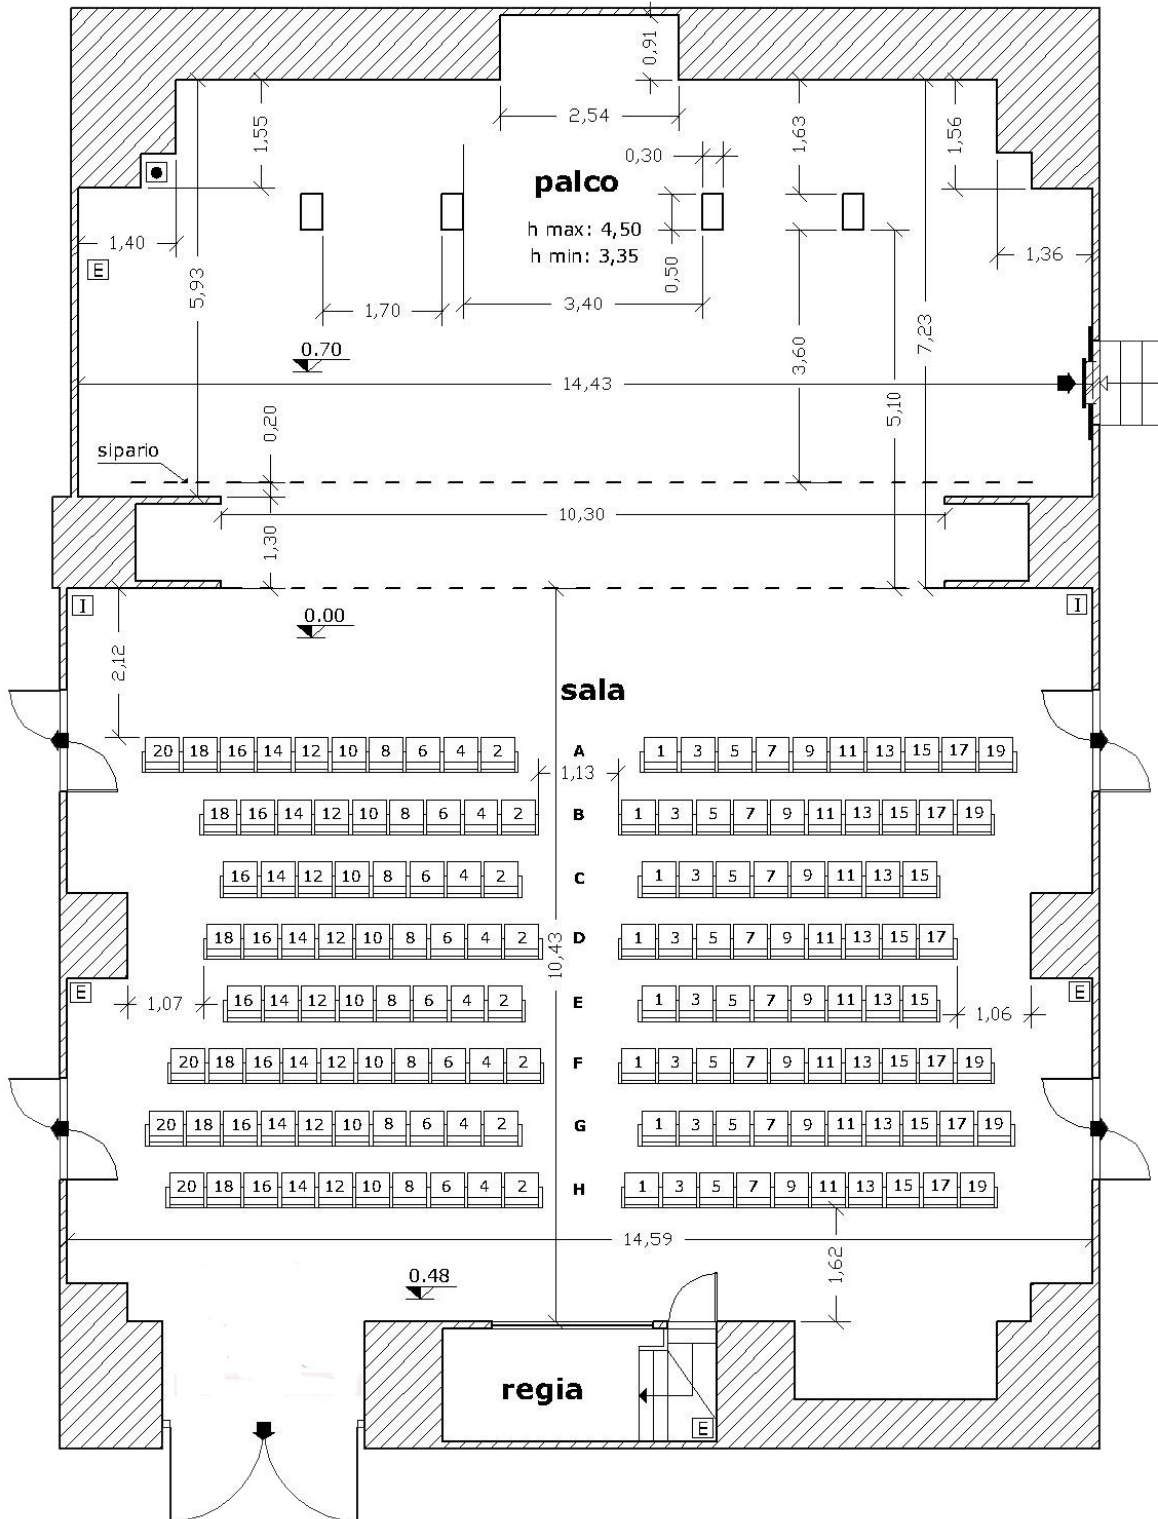 0,91
2,54
1,55
1,63
1,56
0,30
palco
h max: 4,50
h min: 3,35
1,40
E
5,93
0,50
1,36
1,70
3,40
7,23
0.70
3,60
14,43
5,10
0,20
sipario
10,30
1,30
I
I
0.00
2,12
sala
20 18 16 14 12 10 8 6 4 2 A 1 3 5 7 9 11 13 15 17 19
1,13
18 16 14 12 10 8 6 4 2 B 1 3 5 7 9 11 13 15 17 19
16 14 12 10 8 6 4 2 C 1 3 5 7 9 11 13 15
18 16 14 12 10 8 6 4 2 D 1 3 5 7 9 11 13 15 17
10,43
E
E
16 14 12 10 8 6 4 2 E 1 3 5 7 9 11 13 15
1,07
1,06
20 18 16 14 12 10 8 6 4 2 F 1 3 5 7 9 11 13 15 17 19
20 18 16 14 12 10 8 6 4 2 G 1 3 5 7 9 11 13 15 17 19
20 18 16 14 12 10 8 6 4 2 H 1 3 5 7 9 11 13 15 17 19
14,59
1,62
0.48
regia
E